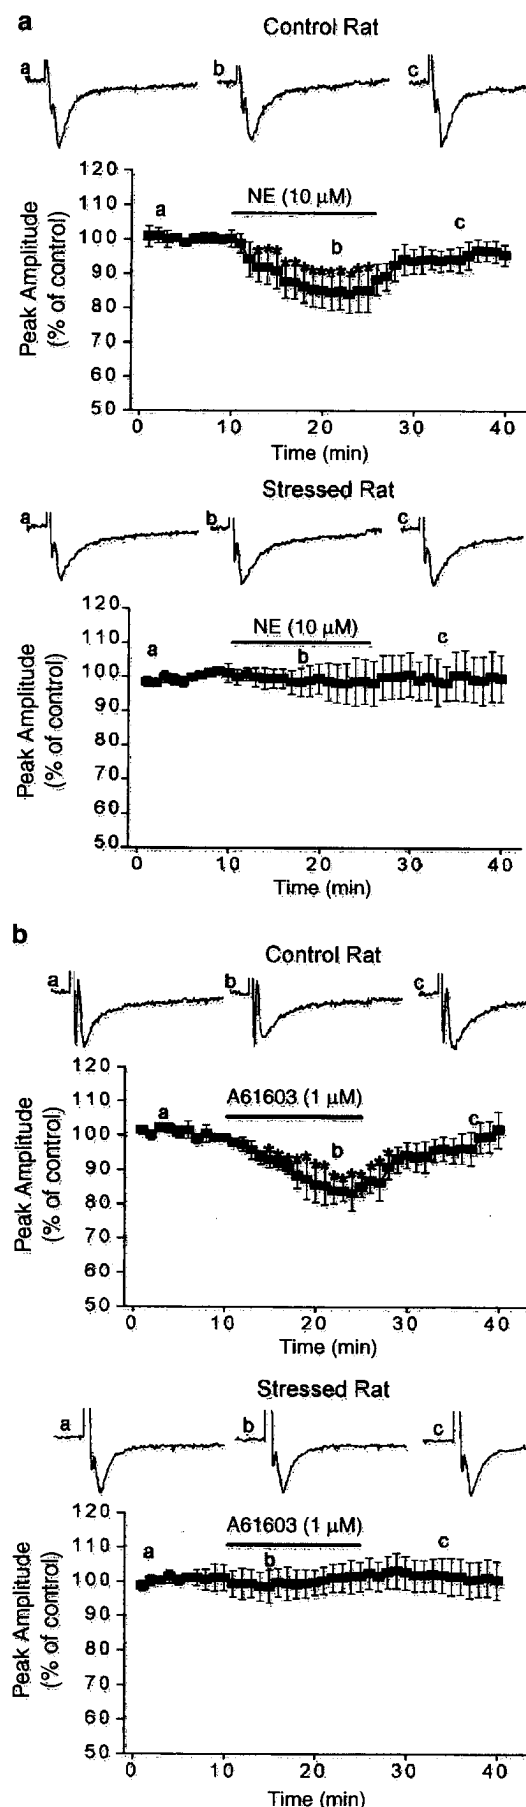 a
Control Rat
a b c
120
110
100
90
80
70
60
50
NE (10 µM)
a b c
* * * * * * * * * * * * *
Peak Amplitude
(% of control)
0 10 20 30 40
Time (min)
Stressed Rat
a b c
120
110
100
90
80
70
60
50
NE (10 µM)
a b c
Peak Amplitude
(% of control)
0 10 20 30 40
Time (min)
b
Control Rat
a b c
120
110
100
90
80
70
60
50
A61603 (1 µM)
a b c
Peak Amplitude
(% of control)
0 10 20 30 40
Time (min)
Stressed Rat
a b c
120
110
100
90
80
70
60
50
A61603 (1 µM)
a b c
Peak Amplitude
(% of control)
0 10 20 30 40
Time (min)